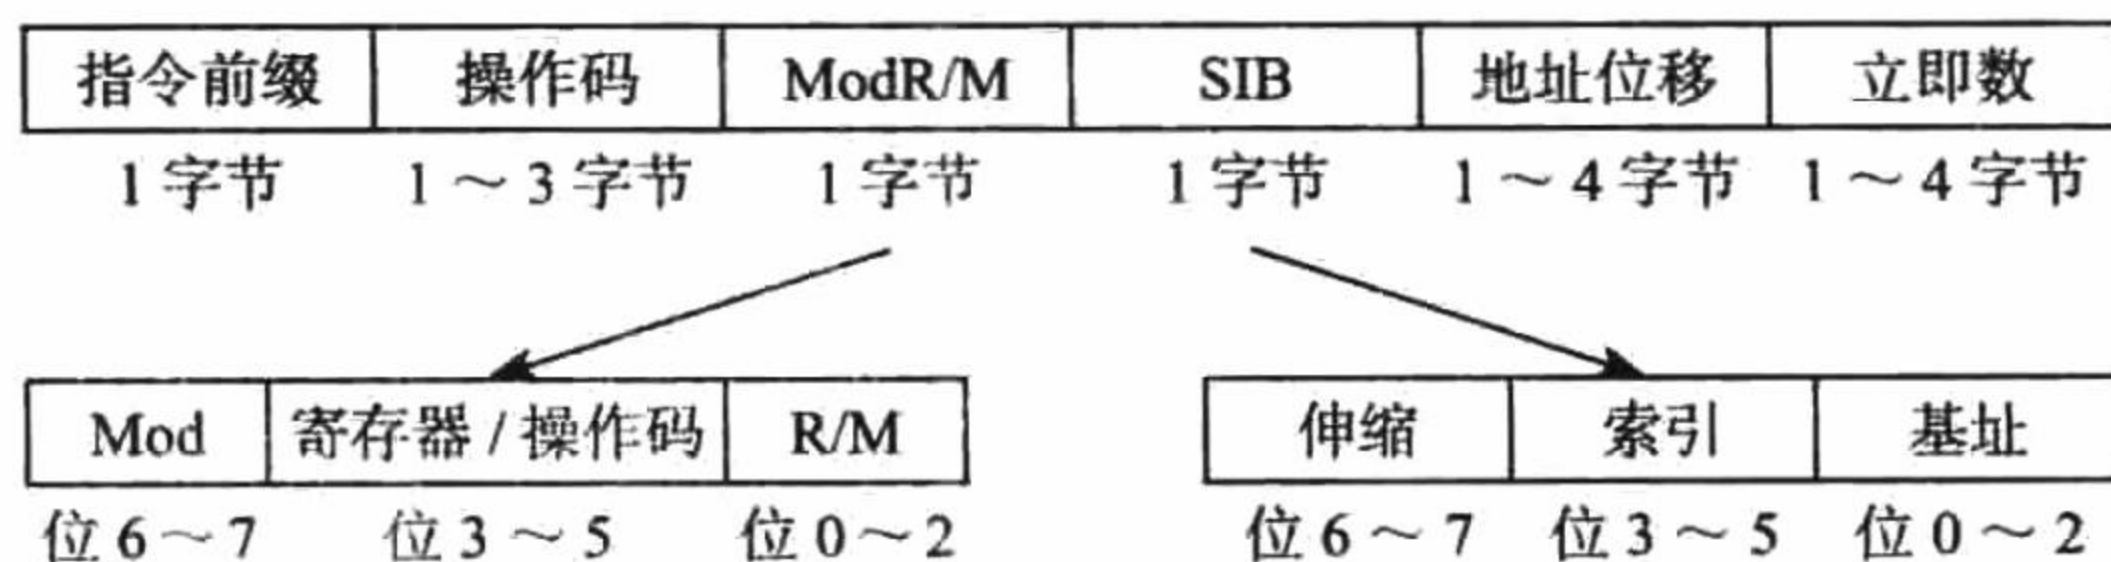 指令前缀 操作码 ModR/M SIB 地址位移 立即数
1 字节 1～3 字节 1 字节 1 字节 1～4 字节 1～4 字节
Mod 寄存器 / 操作码 R/M 伸缩 索引 基址
位 6～7 位 3～5 位 0～2 位 6～7 位 3～5 位 0～2